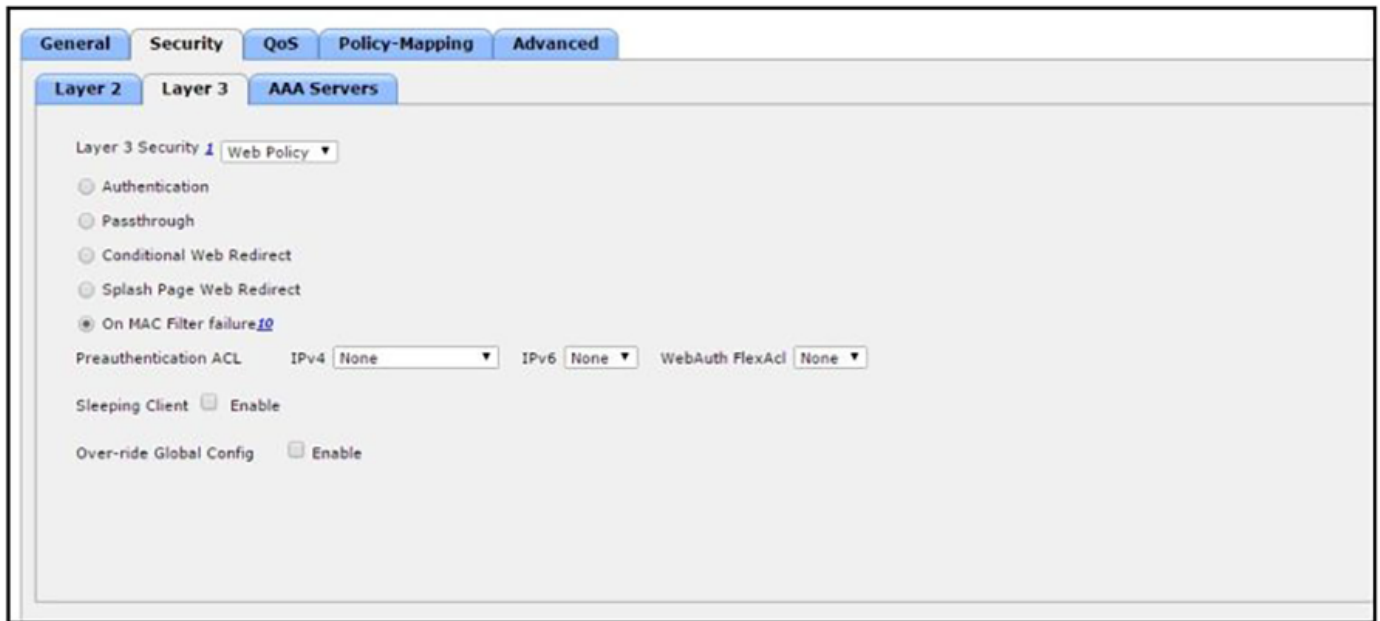 General Security QoS Policy-Mapping Advanced
Layer 2 Layer 3 AAA Servers
Layer 3 Security 1 Web Policy
Authentication
Passthrough
Conditional Web Redirect
Splash Page Web Redirect
On MAC Filter failure10
Preauthentication ACL IPv4 None IPv6 None WebAuth FlexAcl None
Sleeping Client Enable
Over-ride Global Config Enable